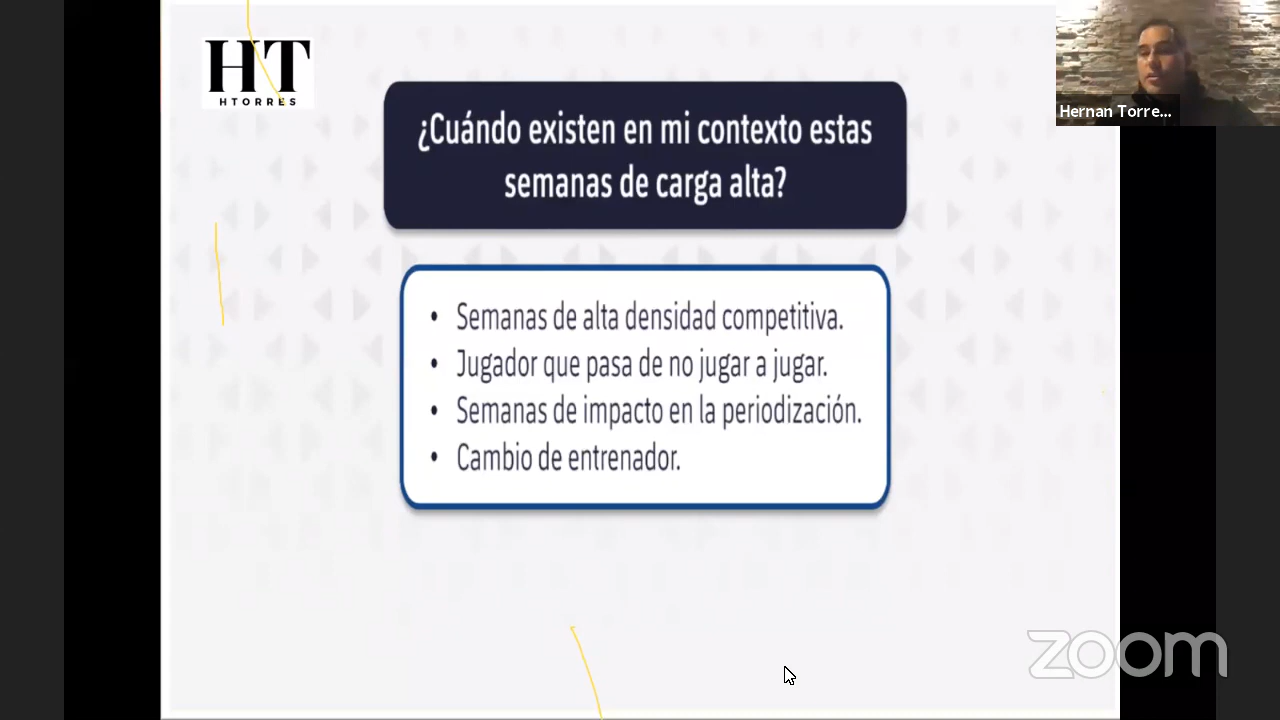 HT
HTORRES
¿Cuándo existen en mi contexto estas
semanas de carga alta?
Hernan Torre...
• Semanas de alta densidad competitiva.
• Jugador que pasa de no jugar a jugar.
• Semanas de impacto en la periodización.
• Cambio de entrenador.
zoom